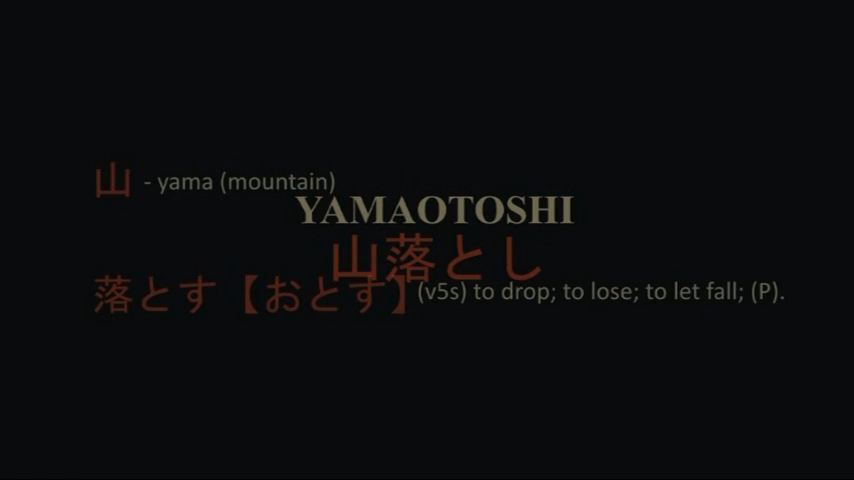 山 - yama (mountain)
YAMAOTOSHI
山落とし
落とす【おとす】(v5s) to drop; to lose; to let fall; (P).